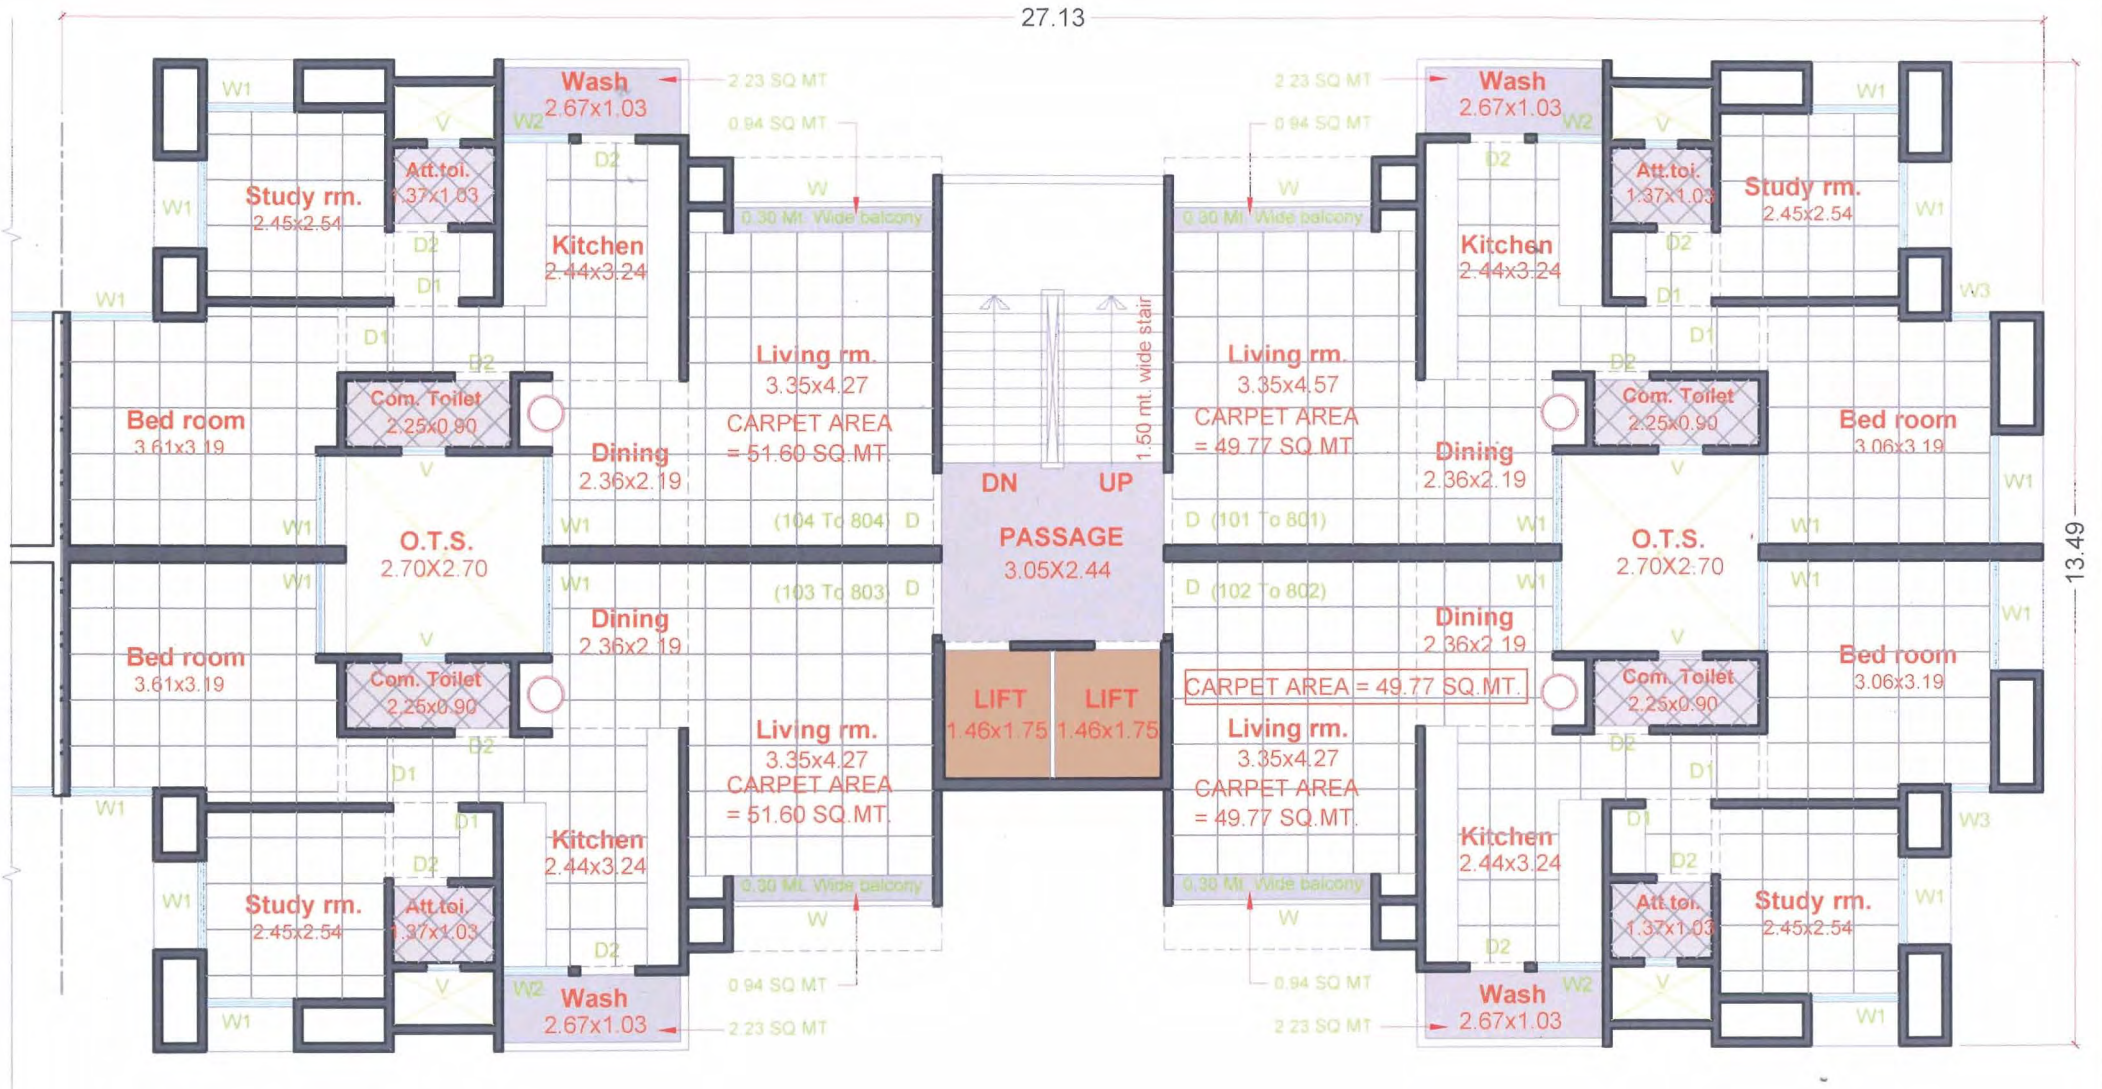 27.13
13.49
W1
W1
Study rm.
2.45x2.54
V
Att.toi.
1.37x1.03
D2
D1
W2
Wash
2.67x1.03
D2
Kitchen
2.44x3.24
2.23 SQ MT
0.94 SQ MT
W
0.30 Mt. Wide balcony
W1
D1
D2
Bed room
3.61x3.19
Com. Toilet
2.25x0.90
V
Living rm.
3.35x4.27
CARPET AREA
= 51.60 SQ.MT.
Dining
2.36x2.19
W1
W1
(104 To 804)
D
O.T.S.
2.70X2.70
1.50 mt. wide stair
DN
UP
PASSAGE
3.05X2.44
LIFT
1.46x1.75
LIFT
1.46x1.75
2.23 SQ MT
0.94 SQ MT
Wash
2.67x1.03
W2
D2
Kitchen
2.44x3.24
V
Att.toi.
1.37x1.03
D2
D1
W1
W1
Study rm.
2.45x2.54
W
0.30 Mt. Wide balcony
W3
D1
D2
Living rm.
3.35x4.57
CARPET AREA
= 49.77 SQ.MT
Dining
2.36x2.19
Com. Toilet
2.25x0.90
V
Bed room
3.06x3.19
W1
D
(101 To 801)
W1
W1
O.T.S.
2.70X2.70
W1
W1
(103 To 803)
D
Dining
2.36x2.19
V
Bed room
3.61x3.19
Com. Toilet
2.25x0.90
D2
D1
W1
Living rm.
3.35x4.27
CARPET AREA
= 51.60 SQ.MT.
D1
D2
Kitchen
2.44x3.24
W1
Study rm.
2.45x2.54
Att.toi.
1.37x1.03
0.30 Mt. Wide balcony
W
D2
V
W2
Wash
2.67x1.03
W1
0.94 SQ MT
2.23 SQ MT
D
(102 To 802)
W1
W1
W1
Dining
2.36x2.19
V
CARPET AREA = 49.77 SQ.MT.
Com. Toilet
2.25x0.90
Bed room
3.06x3.19
Living rm.
3.35x4.27
CARPET AREA
= 49.77 SQ.MT.
D2
D1
W3
D1
D2
Kitchen
2.44x3.24
0.30 Mt. Wide balcony
W
Att.toi.
1.37x1.03
Study rm.
2.45x2.54
W1
D2
V
W2
Wash
2.67x1.03
W1
0.94 SQ MT
2.23 SQ MT